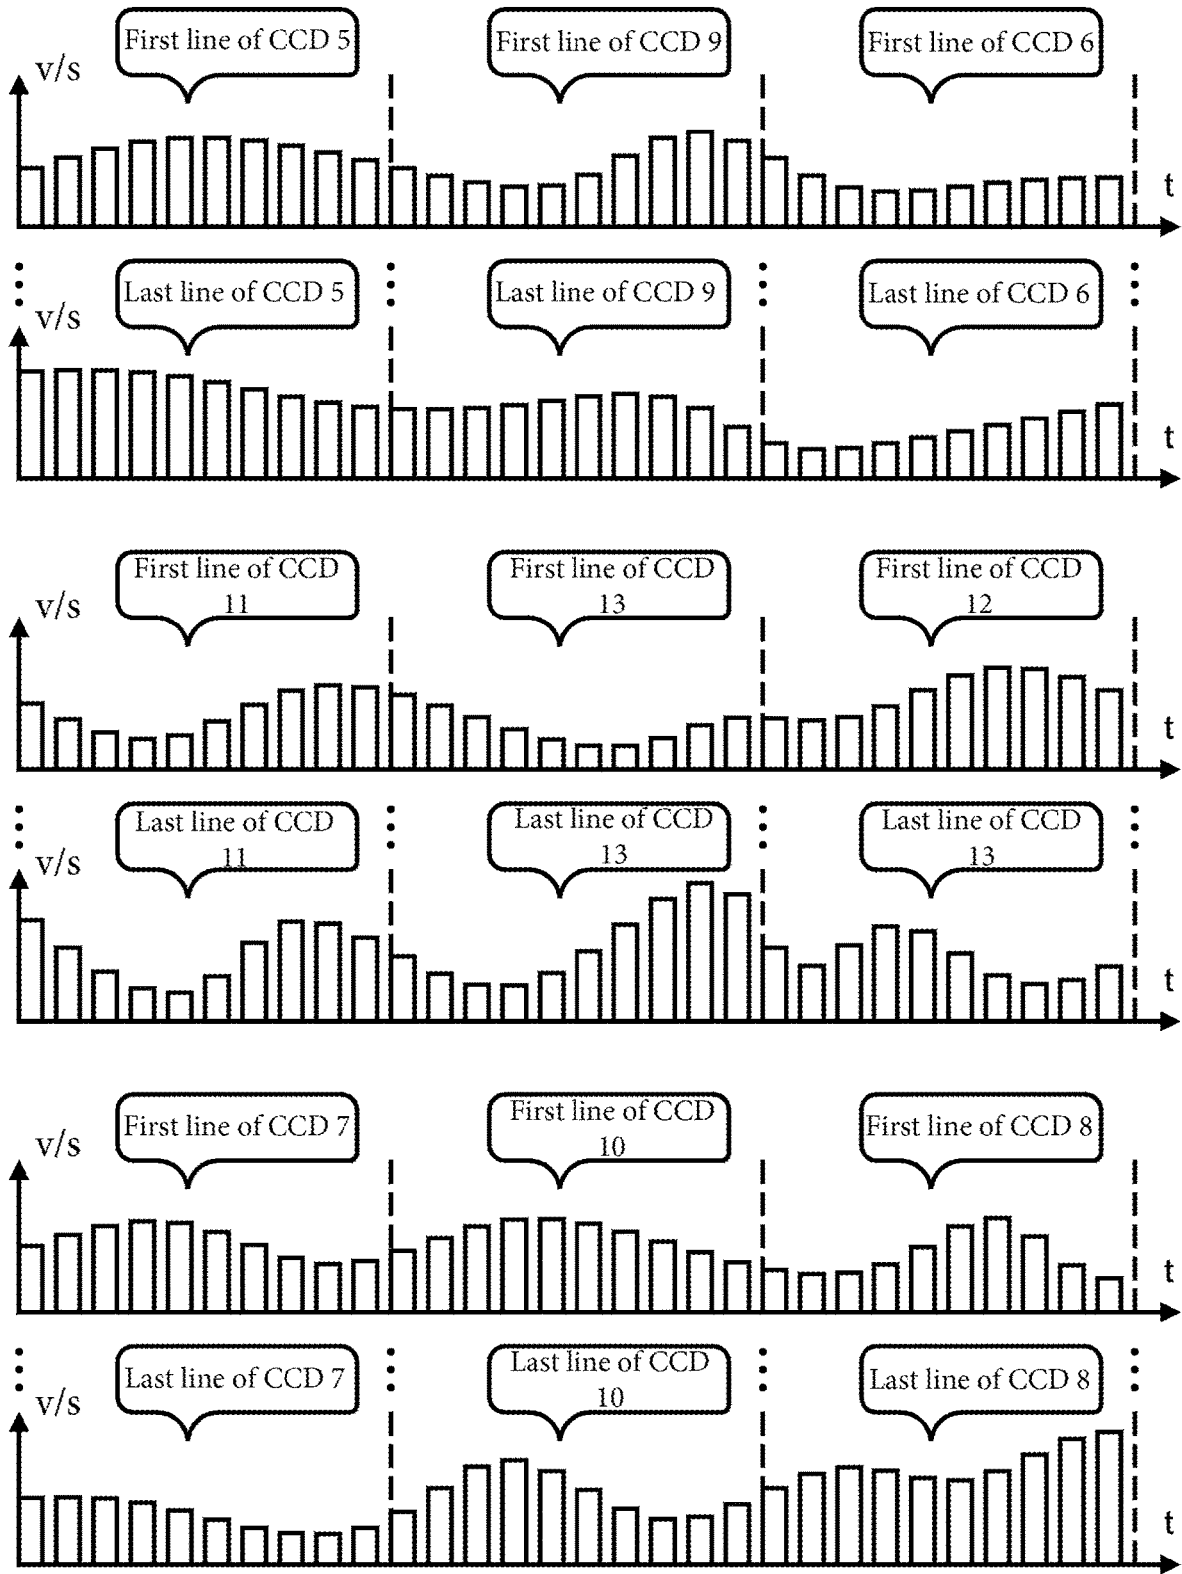 First line of CCD 5
First line of CCD 9
First line of CCD 6
v/s
t
Last line of CCD 5
Last line of CCD 9
Last line of CCD 6
v/s
t
First line of CCD
11
First line of CCD
13
First line of CCD
12
v/s
t
Last line of CCD
11
Last line of CCD
13
Last line of CCD
13
v/s
t
First line of CCD 7
First line of CCD
10
First line of CCD 8
v/s
t
Last line of CCD 7
Last line of CCD
10
Last line of CCD 8
v/s
t